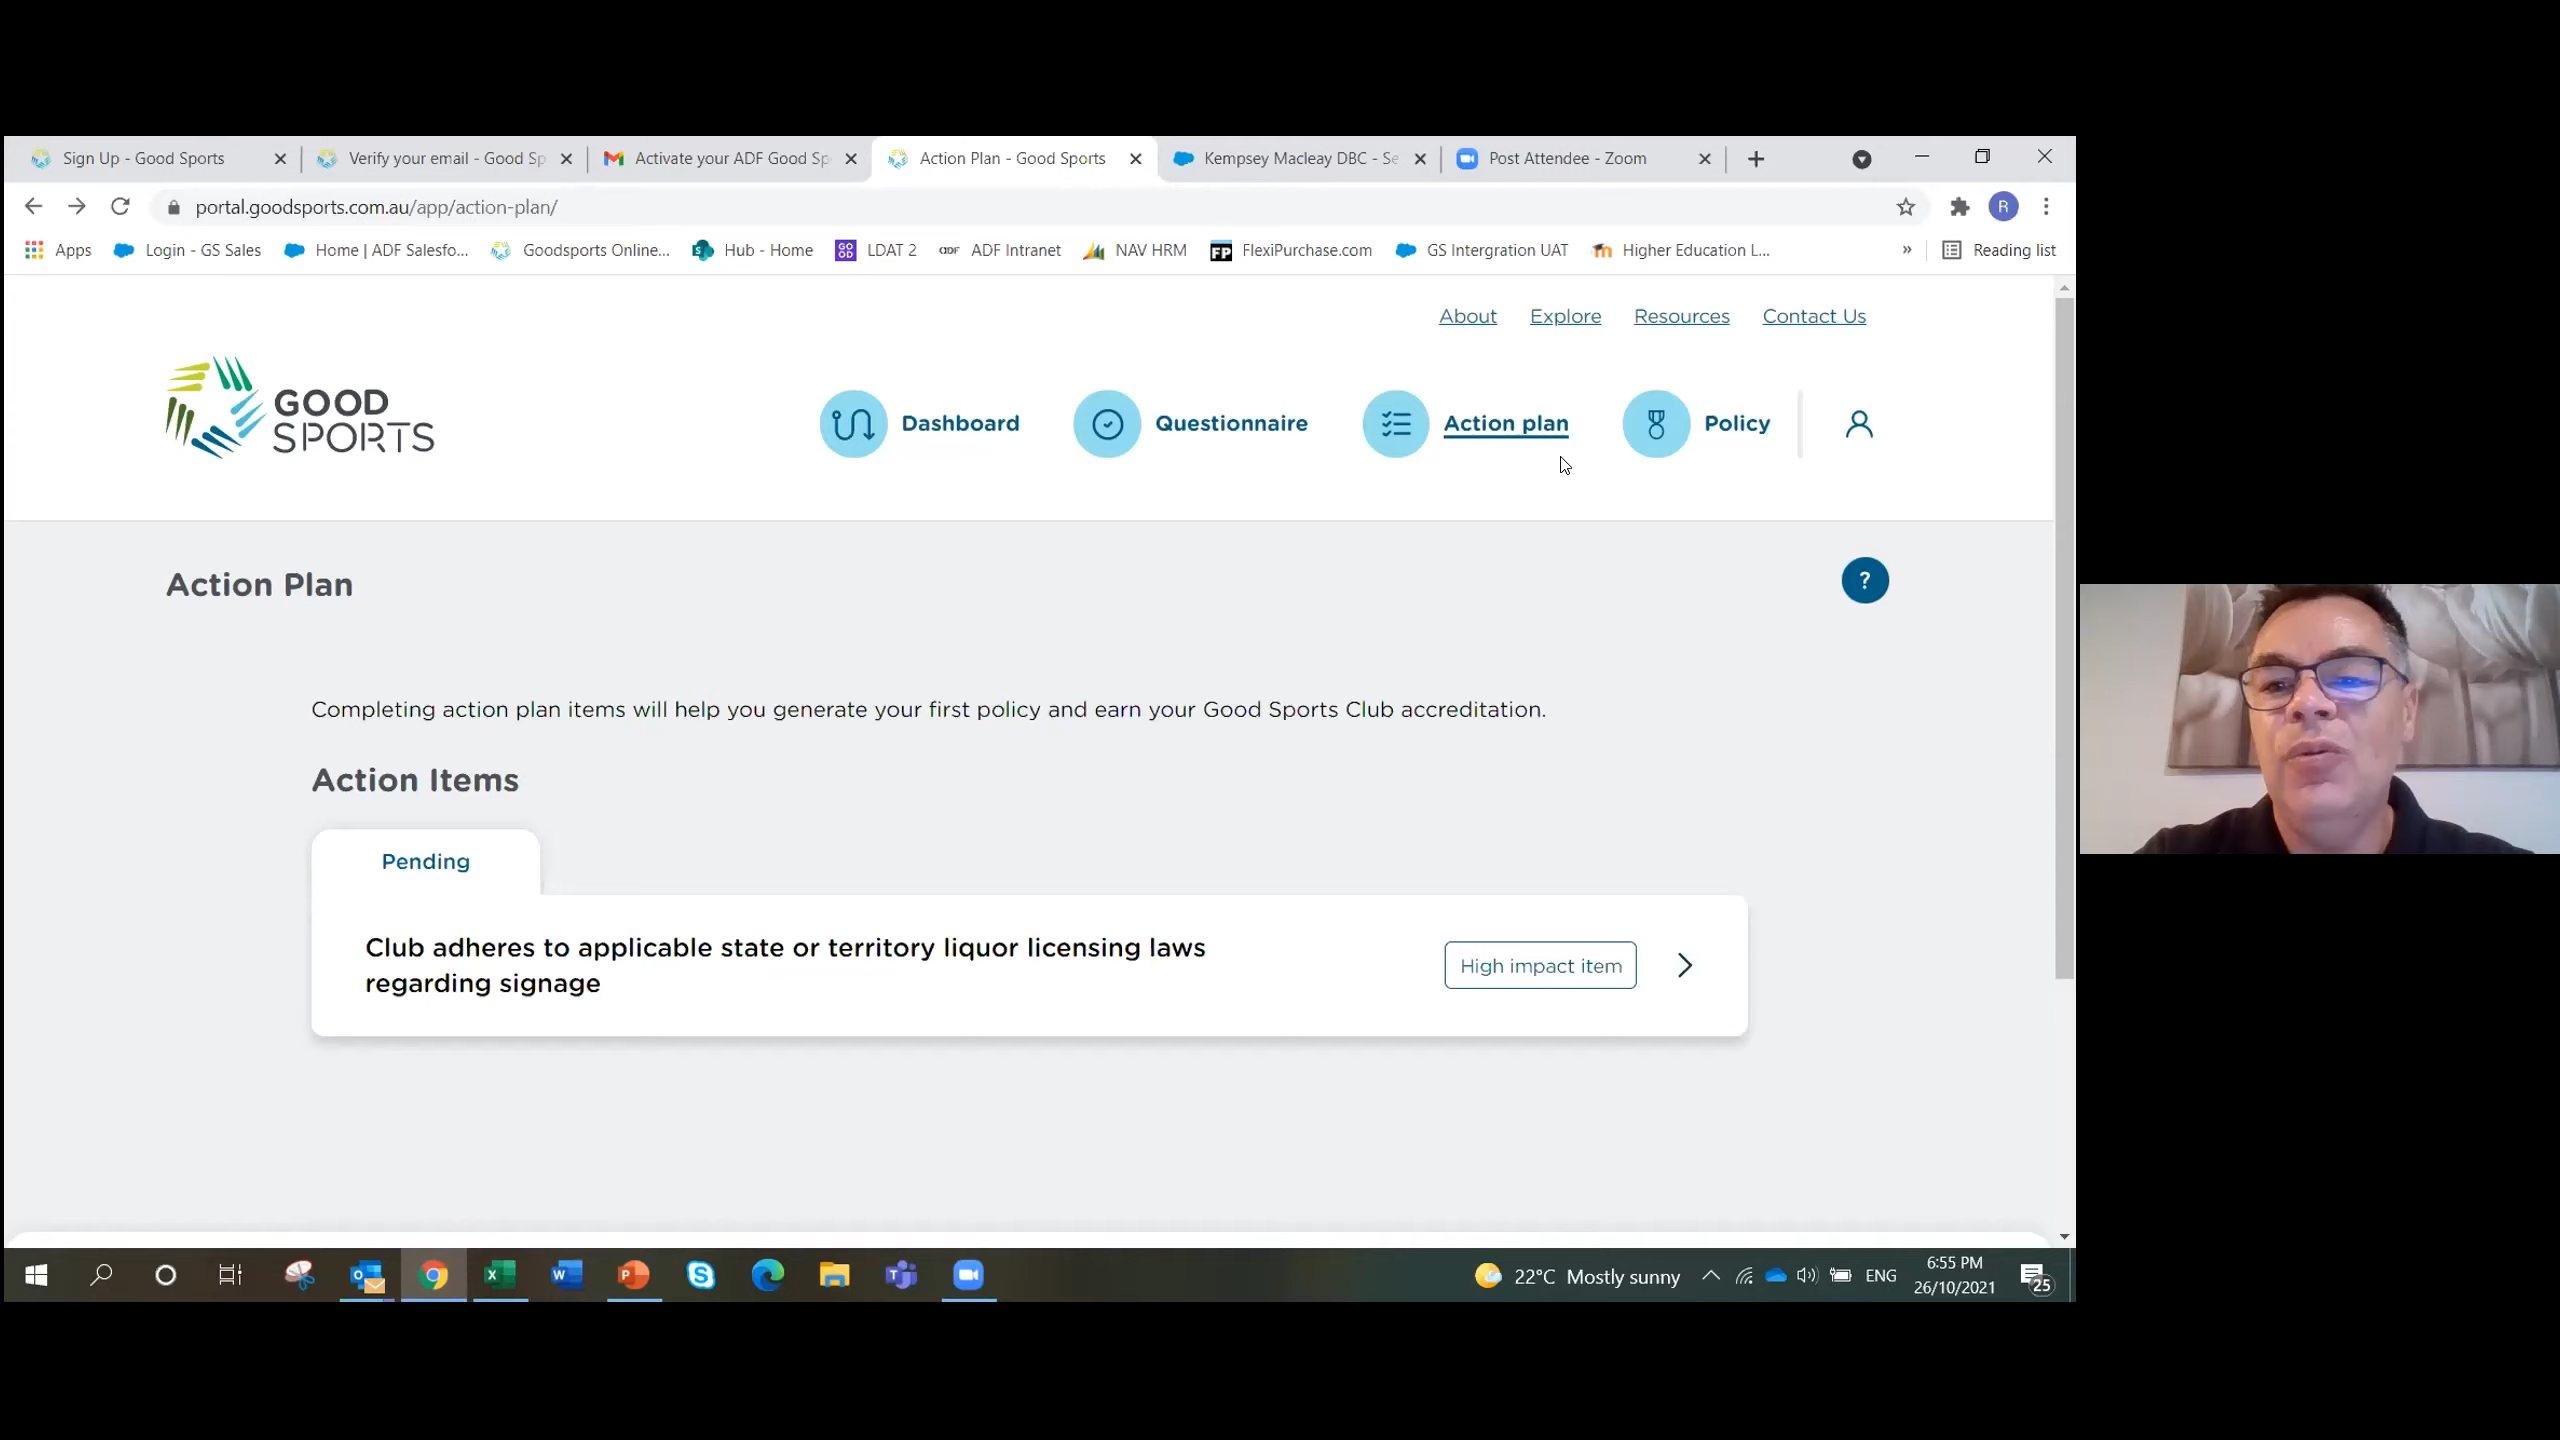 Sign Up - Good Sports
Verify your email - Good Sp
Activate your ADF Good Sp
Action Plan - Good Sports
Kempsey Macleay DBC - Se
Post Attendee - Zoom
portal.goodsports.com.au/app/action-plan/
R
Apps
Login - GS Sales
Home | ADF Salesfo...
Goodsports Online...
Hub - Home
GO OD
LDAT 2
ADF
ADF Intranet
NAV HRM
FP
FlexiPurchase.com
GS Intergration UAT
Higher Education L...
»
Reading list
About
Explore
Resources
Contact Us
GOOD
SPORTS
Dashboard
Questionnaire
Action plan
Policy
Action Plan
?
Completing action plan items will help you generate your first policy and earn your Good Sports Club accreditation.
Action Items
Pending
Club adheres to applicable state or territory liquor licensing laws
regarding signage
High impact item
22°C Mostly sunny
ENG
6:55 PM
26/10/2021
25